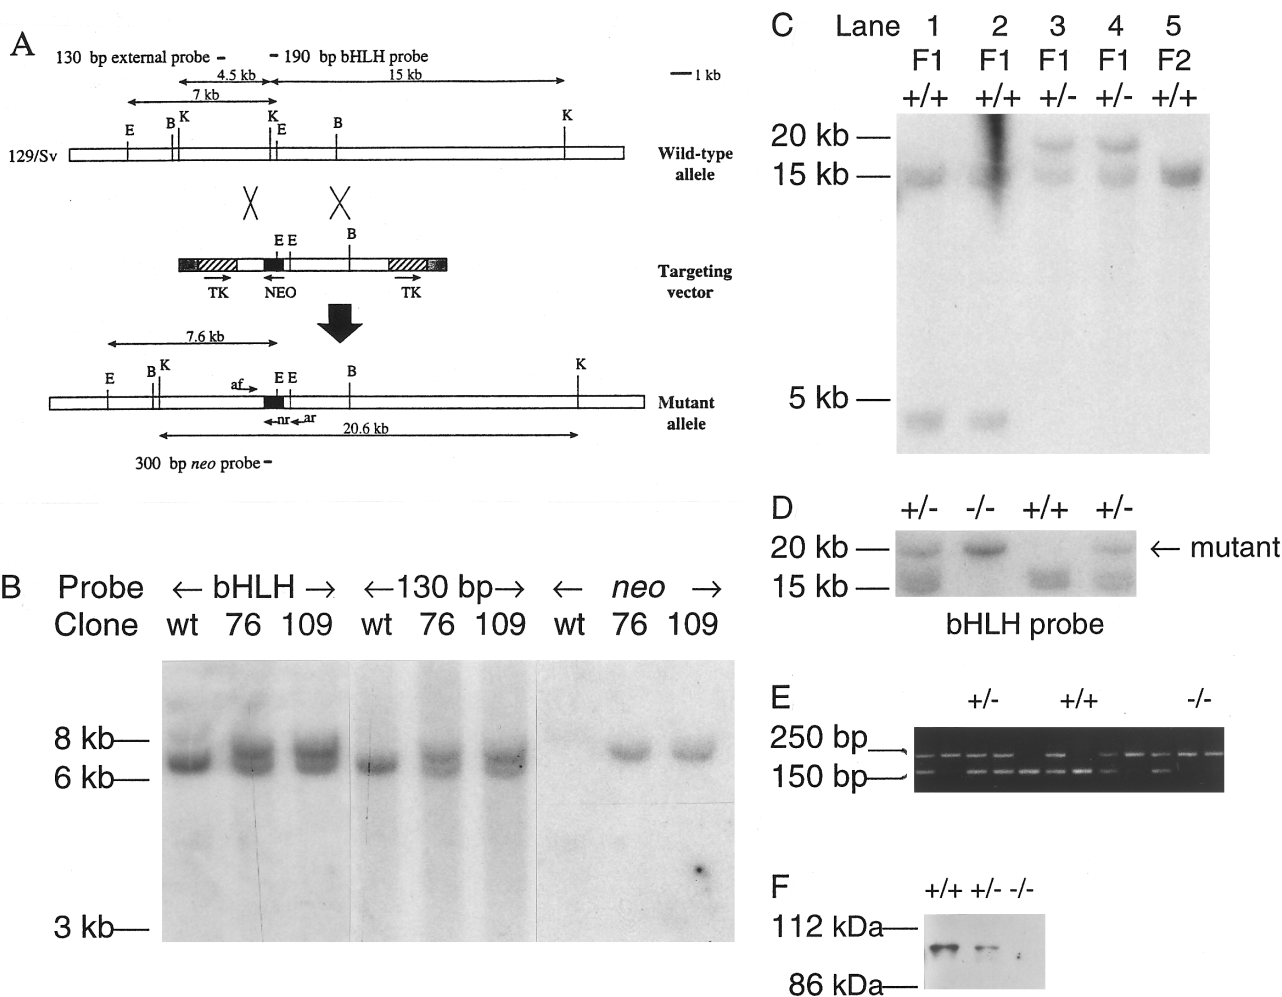 A
130 bp external probe
190 bp bHLH probe
4.5 kb
15 kb
1 kb
7 kb
E B K K E B K
129/Sv
Wild-type
allele
E E B
TK NEO TK
Targeting
vector
7.6 kb
E B K E E B K
af
nr ar
Mutant
allele
20.6 kb
300 bp neo probe
B
Probe ← bHLH → ←130 bp→ ← neo →
Clone wt 76 109 wt 76 109 wt 76 109
8 kb
6 kb
3 kb
C Lane 1 2 3 4 5
F1 F1 F1 F1 F2
+/+ +/+ +/- +/- +/+
20 kb
15 kb
5 kb
D +/- -/- +/+ +/-
20 kb ← mutant
15 kb
bHLH probe
E +/- +/+ -/-
250 bp
150 bp
F +/+ +/- -/-
112 kDa
86 kDa